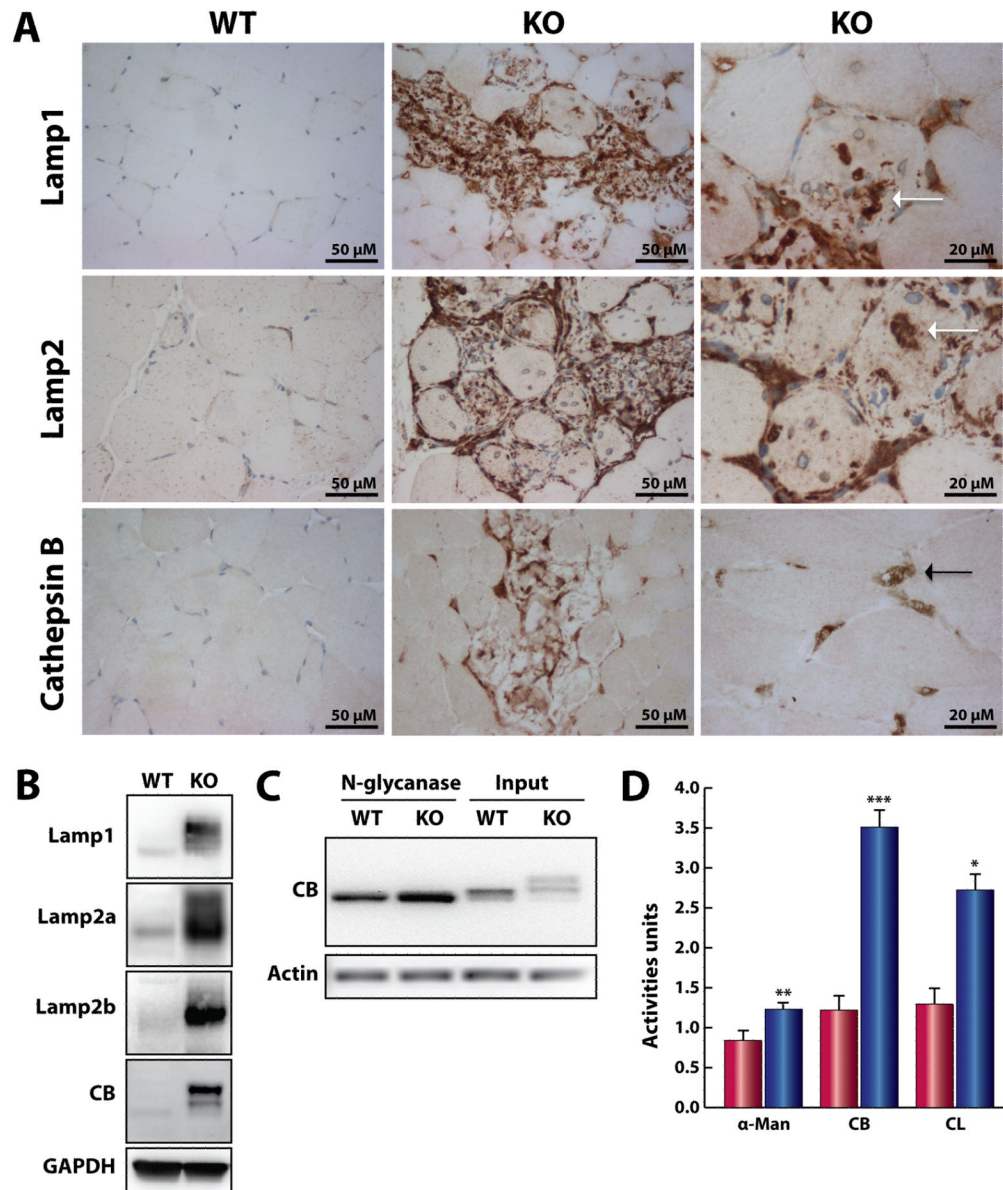 A
WT KO KO
Lamp1
50 µM 50 µM 20 µM
Lamp2
50 µM 50 µM 20 µM
Cathepsin B
50 µM 50 µM 20 µM
B
WT KO
Lamp1
Lamp2a
Lamp2b
CB
GAPDH
C
N-glycanase Input
WT KO WT KO
CB
Actin
D
Activities units
4.0
3.5
3.0
2.5
2.0
1.5
1.0
0.5
0.0
** *** *
α-Man CB CL